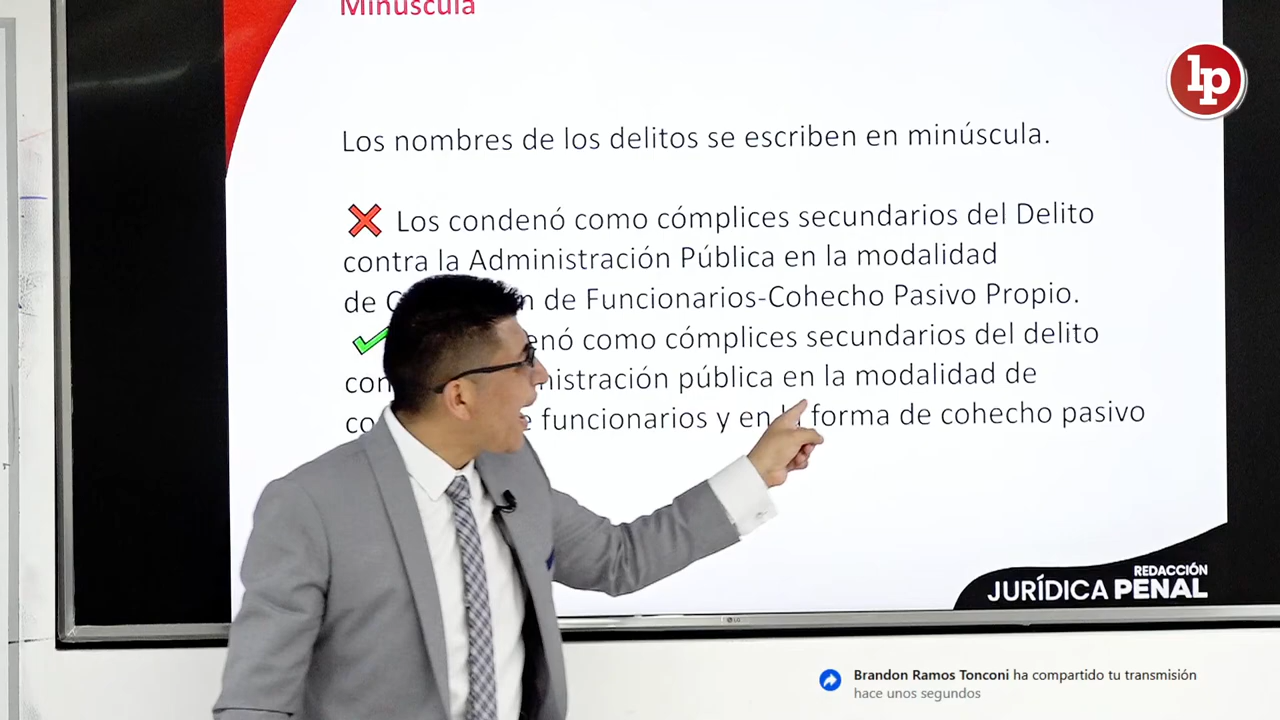 Minúscula
lp
Los nombres de los delitos se escriben en minúscula.
Los condenó como cómplices secundarios del Delito
contra la Administración Pública en la modalidad
de de Funcionarios-Cohecho Pasivo Propio.
como cómplices secundarios del delito
pública en la modalidad de
funcionarios y en la forma de cohecho pasivo
REDACCIÓN
JURÍDICA PENAL
LG
Brandon Ramos Tonconi ha compartido tu transmisión
hace unos segundos